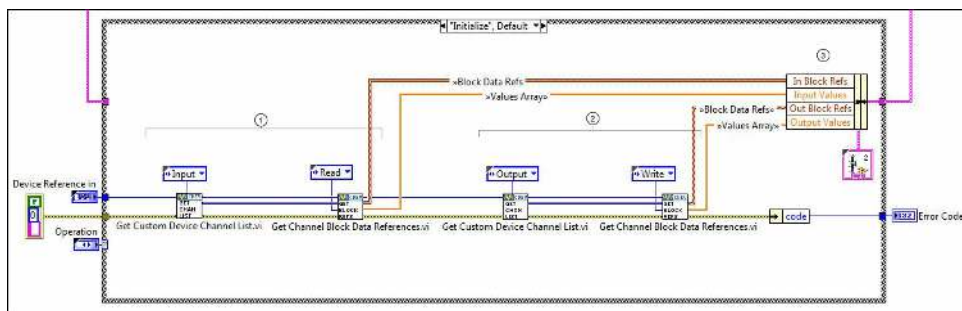 "Initialize", Default
③
»Block Data Refs
»Values Array»
In Block Refs
Input Values
Out Block Refs
Output Values
»Block Data Refs»
»Values Array»
①
②
Input
Read
Output
Write
Device Reference in
Get Custom Device Channel List.vi
Get Channel Block Data References.vi
Get Custom Device Channel List.vi
Get Channel Block Data References.vi
code
Error Code
Operation